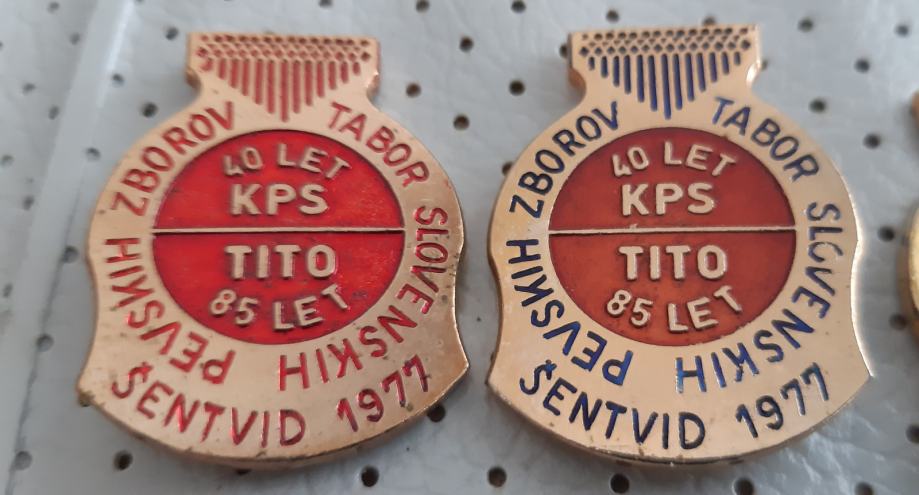 TABOR SLOVENSKIH PEVSKIH ZBOROV
40 LET
KPS
TITO
85 LET
ŠENTVID 1977
TABOR SLOVENSKIH PEVSKIH ZBOROV
40 LET
KPS
TITO
85 LET
ŠENTVID 1977